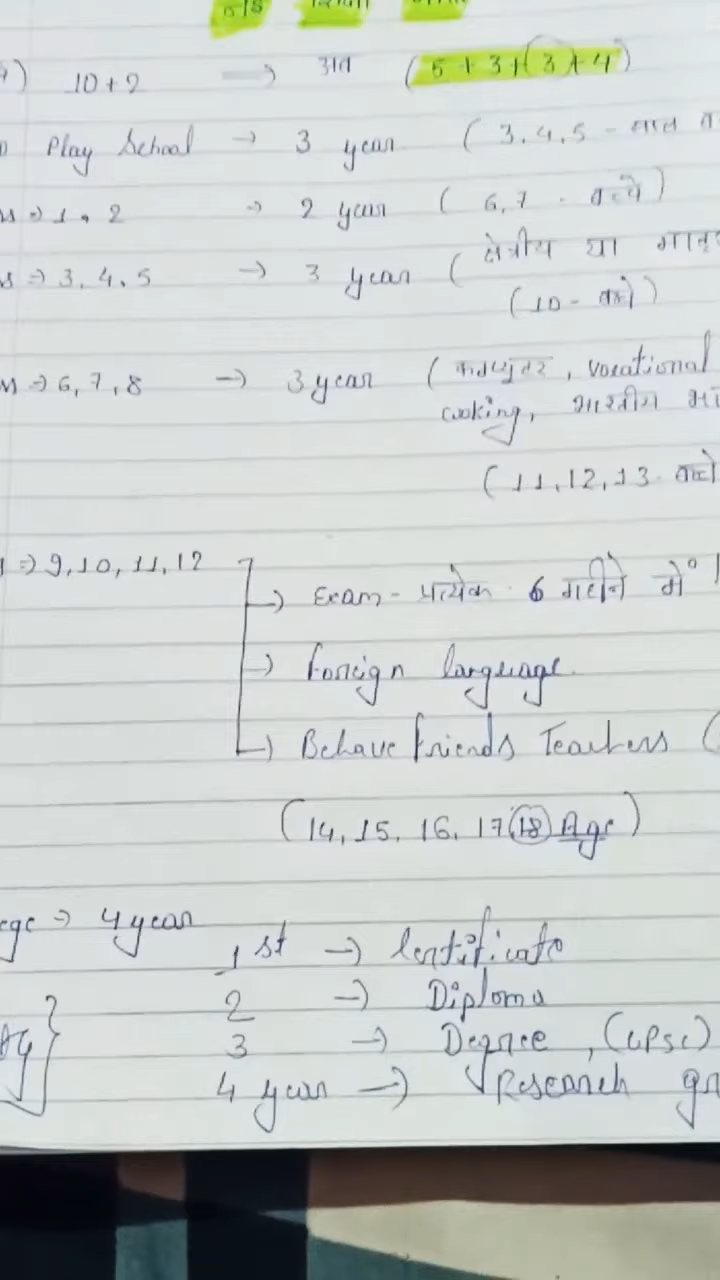 नई शिक्षा
10+2 → अब (5+3+(3)+4)
Play School → 3 year (3,4,5 - साल
⇒ 1, 2 → 2 year ( 6,7 - बच्चे)
⇒ 3, 4, 5 → 3 year ( क्षेत्रीय या
(10 -
⇒ 6, 7, 8 → 3 year ( कम्प्यूटर, vocational
cooking, भारतीय
(11,12,13
⇒ 9, 10, 11, 12
→ Exam - प्रत्येक 6 महीने में
→ Foreign language.
→ Behave friends Teachers (
(14, 15, 16, 17 (18) Age)
⇒ 4 year
1st → Certificate
2 → Diploma
3 → Degree, (UPSC)
4 year → Research